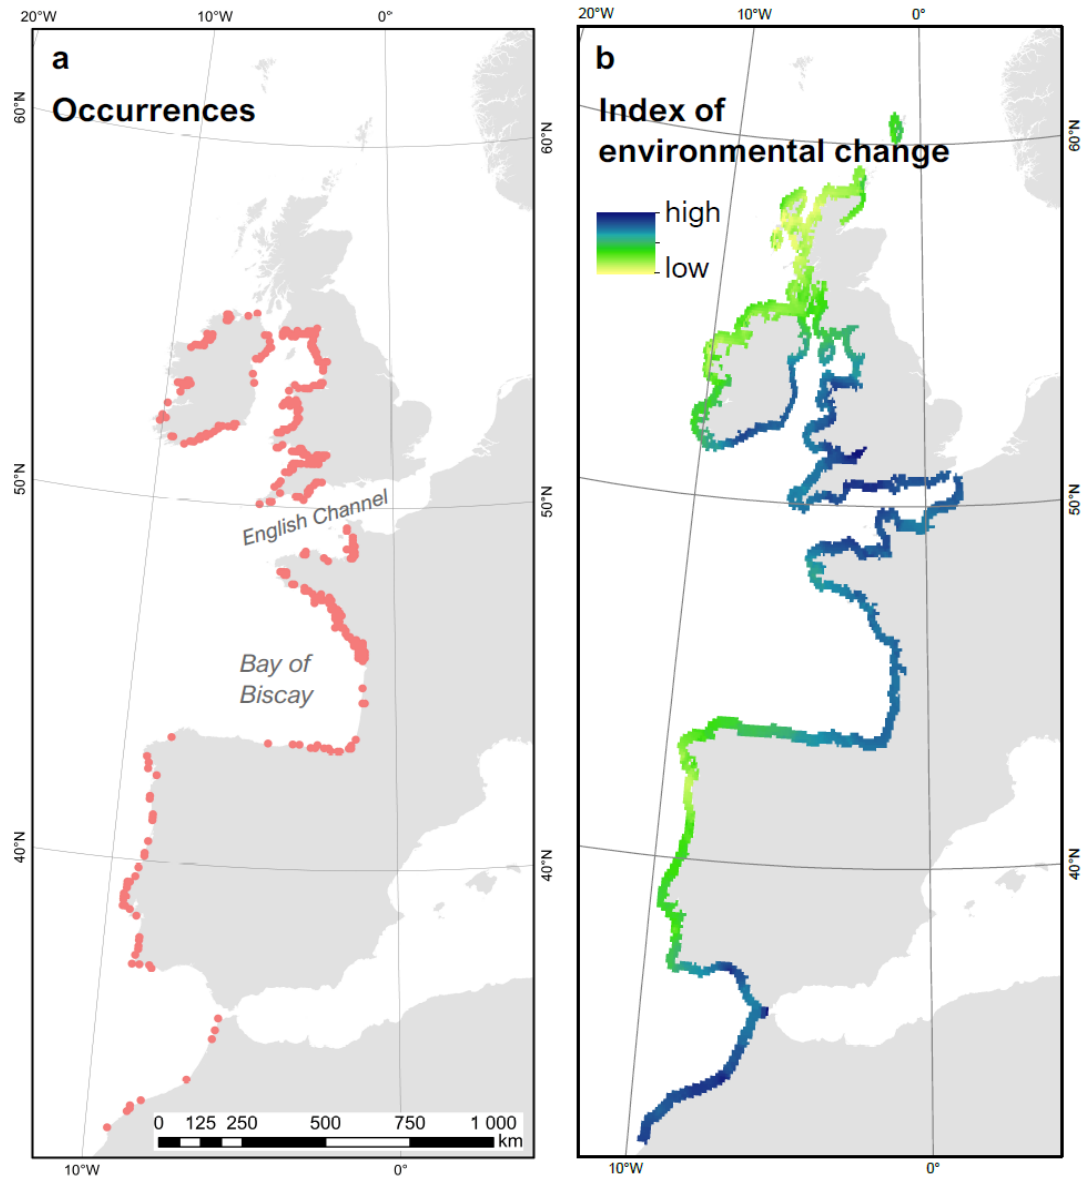 20°W 10°W 0°
a
Occurrences
60°N
60°N
50°N
50°N
English Channel
Bay of
Biscay
40°N
40°N
0 125 250 500 750 1 000
km
10°W 0°
20°W 10°W 0°
b
Index of
environmental change
high
low
60°N
50°N
40°N
10°W 0°